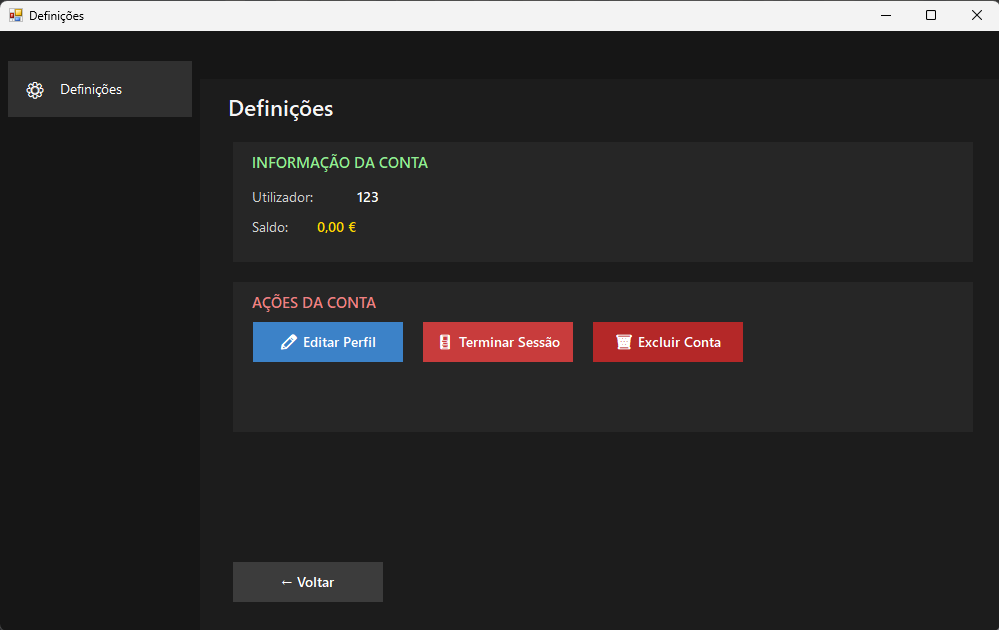 Definições
Definições
Definições
INFORMAÇÃO DA CONTA
Utilizador: 123
Saldo: 0,00 €
AÇÕES DA CONTA
Editar Perfil Terminar Sessão Excluir Conta
← Voltar